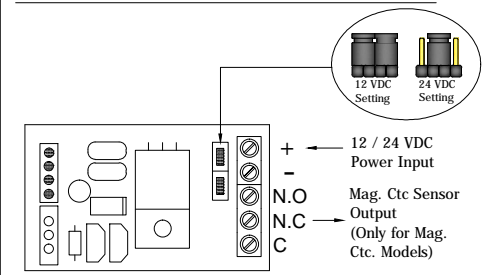 12 VDC
Setting
24 VDC
Setting
+
-
N.O
N.C
C
12 / 24 VDC
Power Input
Mag. Ctc Sensor
Output
(Only for Mag.
Ctc. Models)